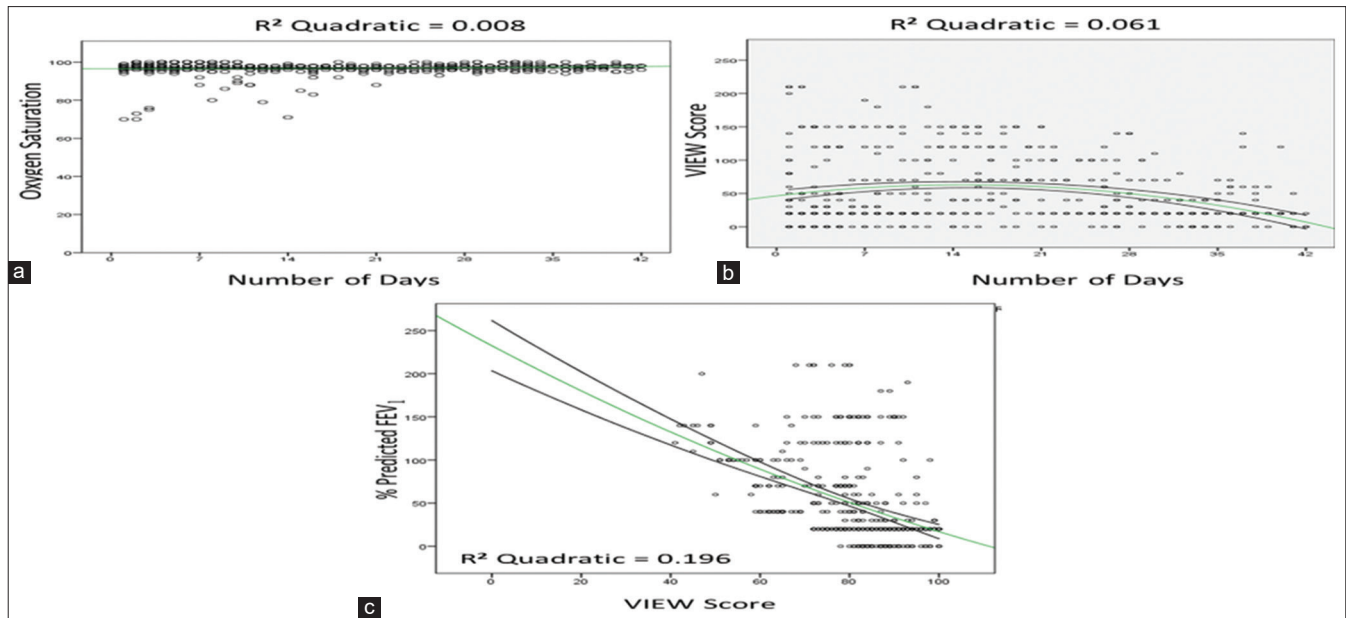 R² Quadratic = 0.008
100
80
60
40
20
0
Oxygen Saturation
0 7 14 21 28 35 42
Number of Days
a
R² Quadratic = 0.061
250
200
150
100
50
0
VIEW Score
0 7 14 21 28 35 42
Number of Days
b
250
200
150
100
50
0
% Predicted FEV₁
R² Quadratic = 0.196
0 20 40 60 80 100
VIEW Score
c